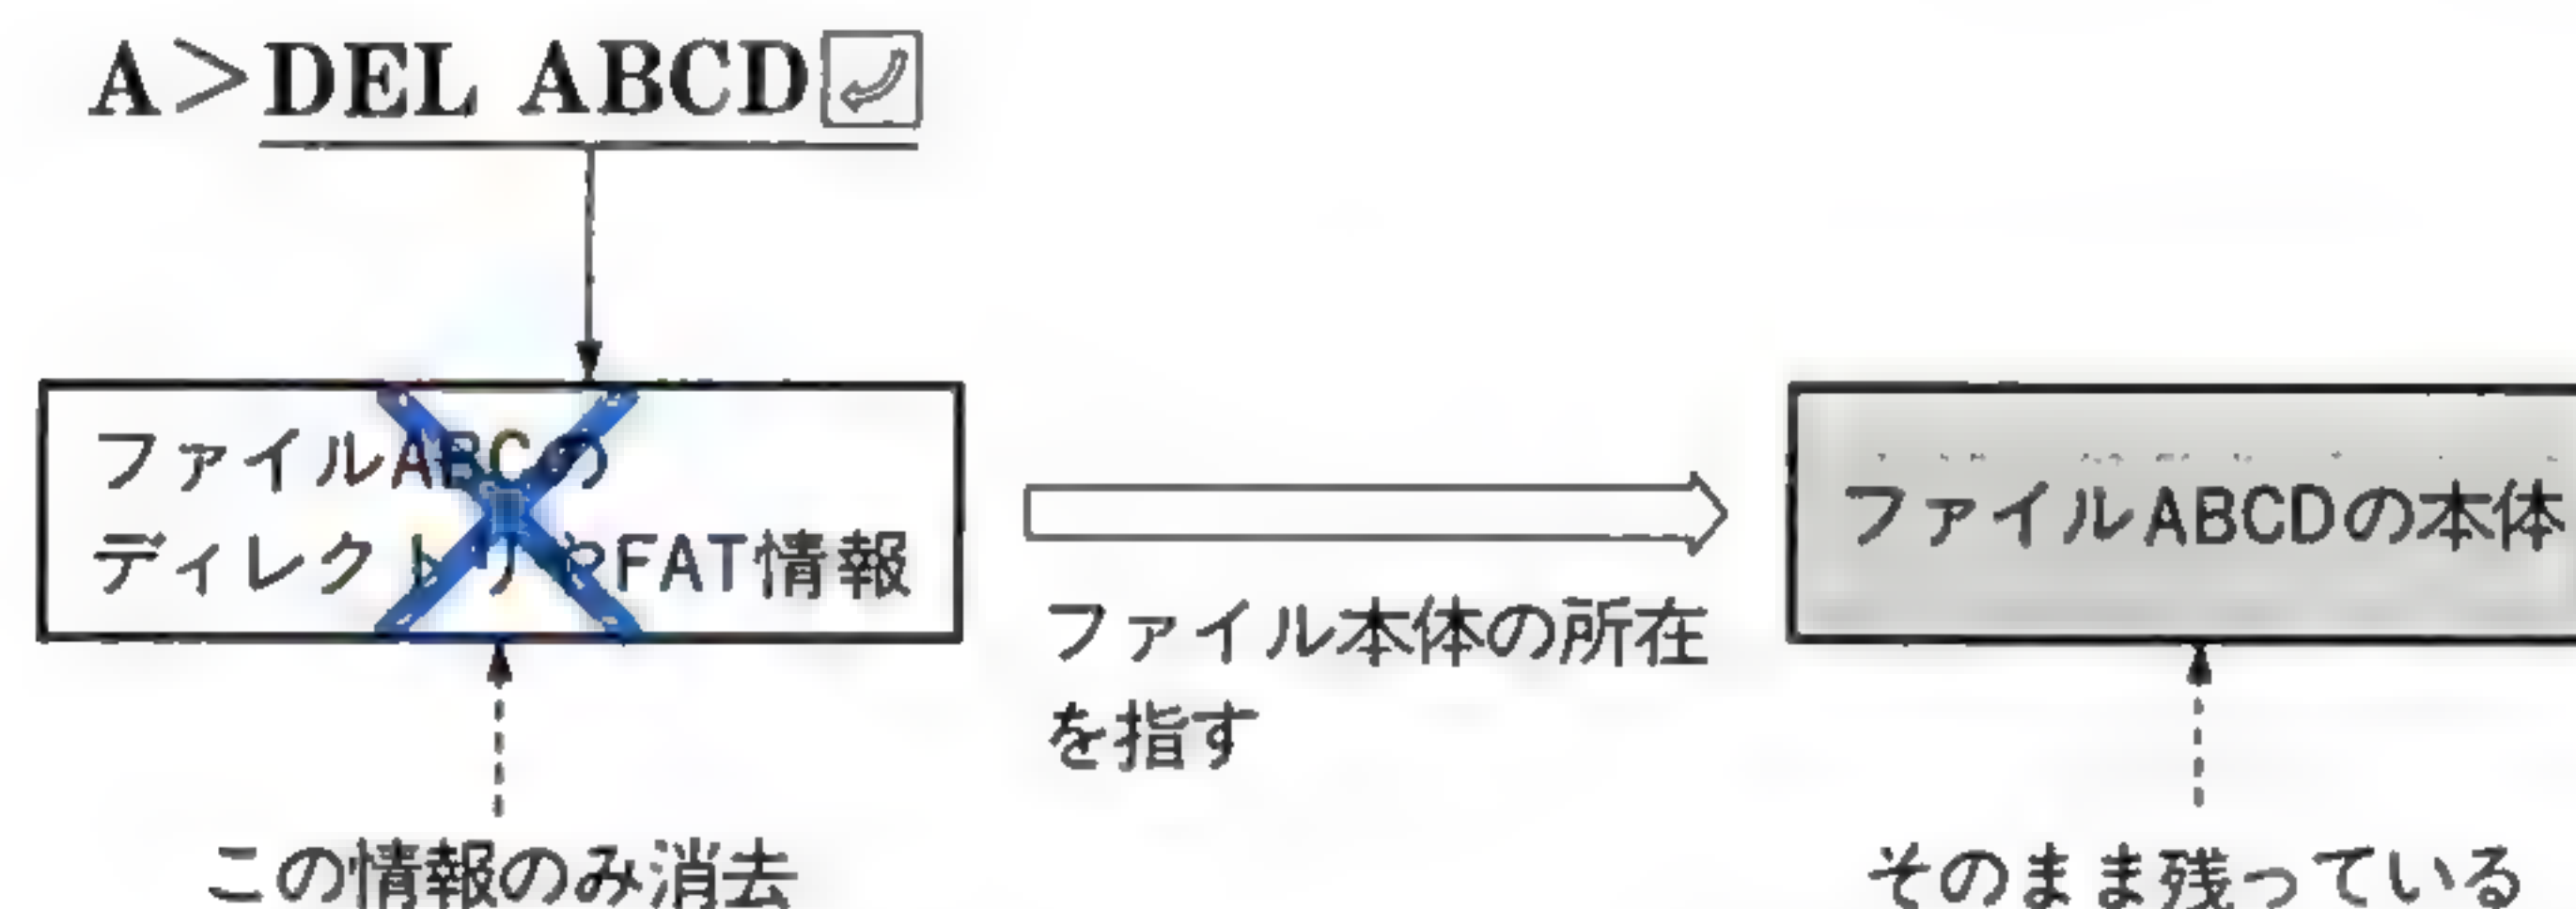 A>DEL ABCD
ファイルABCの
ディレクトリやFAT情報
ファイル本体の所在
を指す
ファイルABCDの本体
この情報のみ消去
そのまま残っている